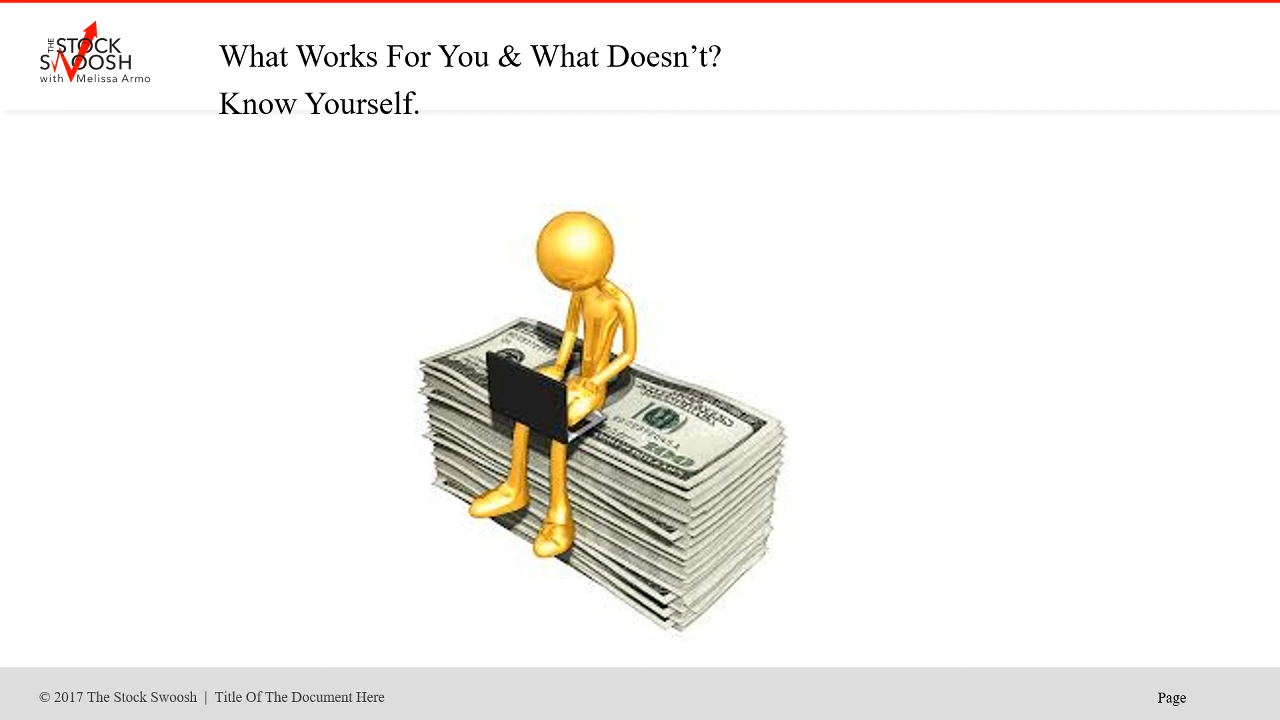 THE
STOCK
SWOOSH
with Melissa Armo
What Works For You & What Doesn’t?
Know Yourself.
100
© 2017 The Stock Swoosh | Title Of The Document Here
Page